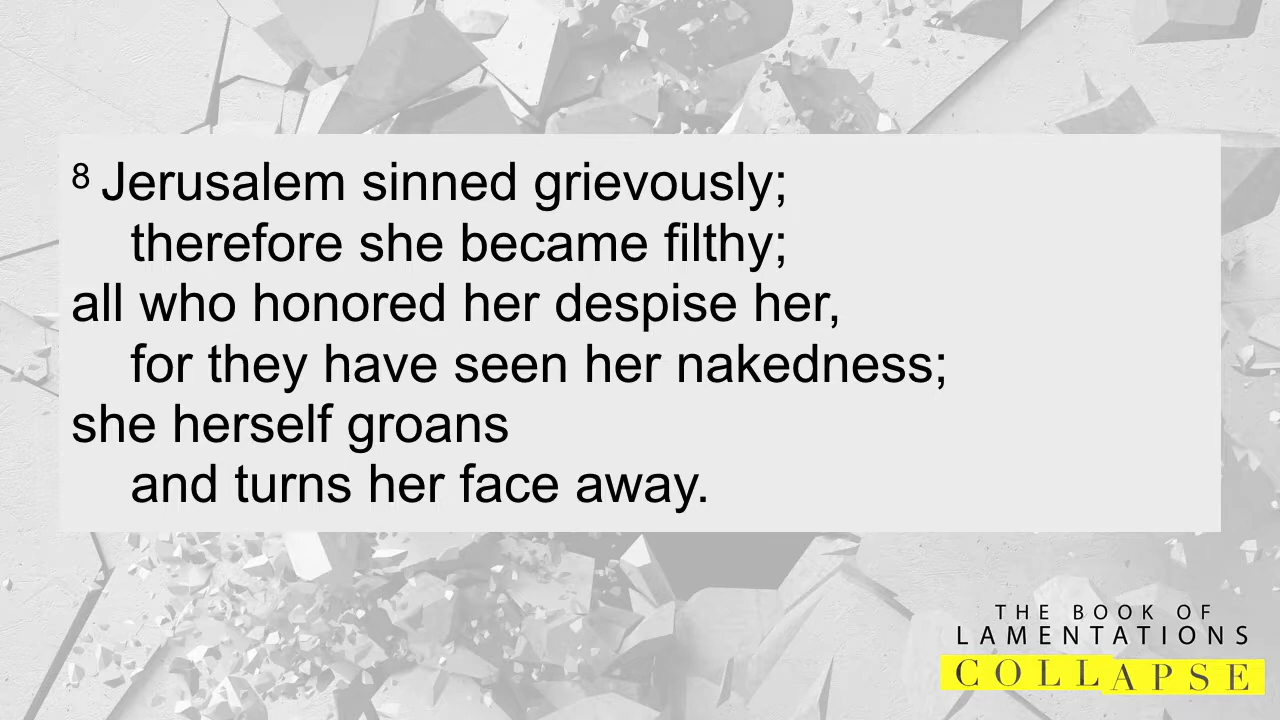 8 Jerusalem sinned grievously;
therefore she became filthy;
all who honored her despise her,
for they have seen her nakedness;
she herself groans
and turns her face away.
THE BOOK OF
LAMENTATIONS
COLLAPSE